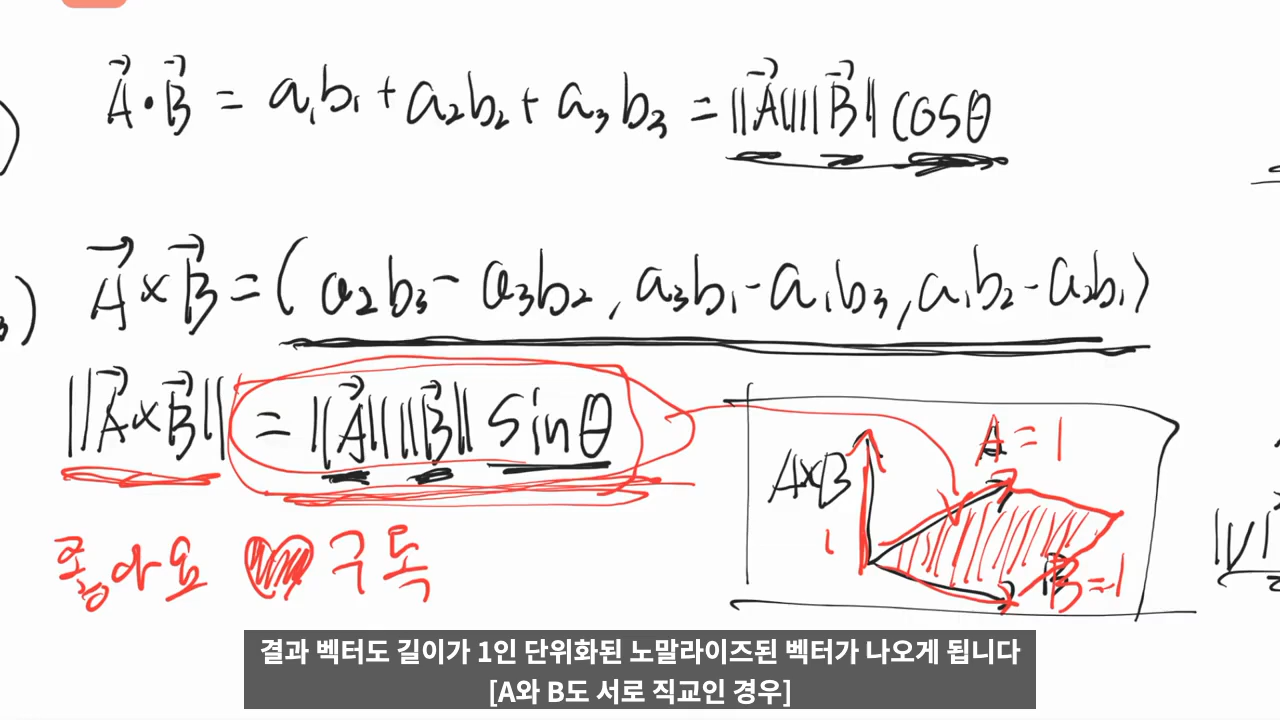 A⃗·B⃗ = a₁b₁ + a₂b₂ + a₃b₃ = ||A⃗|| ||B⃗|| cosθ
A⃗×B⃗ = (a₂b₃ - a₃b₂, a₃b₁ - a₁b₃, a₁b₂ - a₂b₁)
||A⃗×B⃗|| = ||A⃗|| ||B⃗|| sinθ
A = 1
A×B
1
B = 1
좋아요 구독
결과 벡터도 길이가 1인 단위화된 노말라이즈된 벡터가 나오게 됩니다
[A와 B도 서로 직교인 경우]